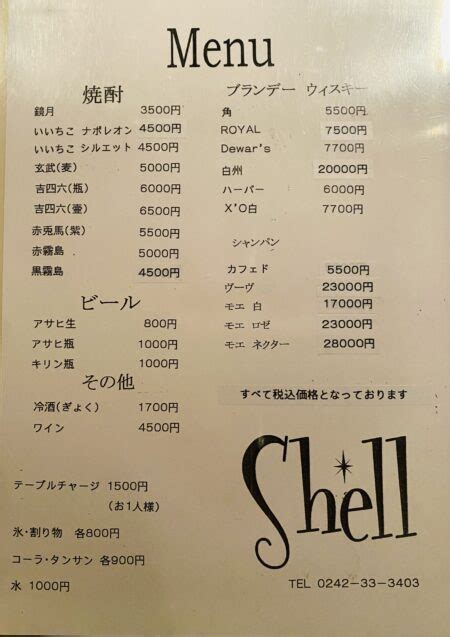 Menu
焼酎
鏡月 3500円
いいちこ ナポレオン 4500円
いいちこ シルエット 4500円
玄武(麦) 5000円
吉四六(瓶) 6000円
吉四六(壷) 6500円
赤兎馬(紫) 5500円
赤霧島 5000円
黒霧島 4500円
ビール
アサヒ生 800円
アサヒ瓶 1000円
キリン瓶 1000円
その他
冷酒(ぎょく) 1700円
ワイン 4500円
テーブルチャージ 1500円
(お1人様)
氷・割り物 各800円
コーラ・タンサン 各900円
水 1000円
ブランデー ウィスキー
角 5500円
ROYAL 7500円
Dewar's 7700円
白州 20000円
ハーパー 6000円
X'O白 7700円
シャンパン
カフェド 5500円
ヴーヴ 23000円
モエ 白 17000円
モエ ロゼ 23000円
モエ ネクター 28000円
すべて税込価格となっております
Shell
TEL 0242-33-3403